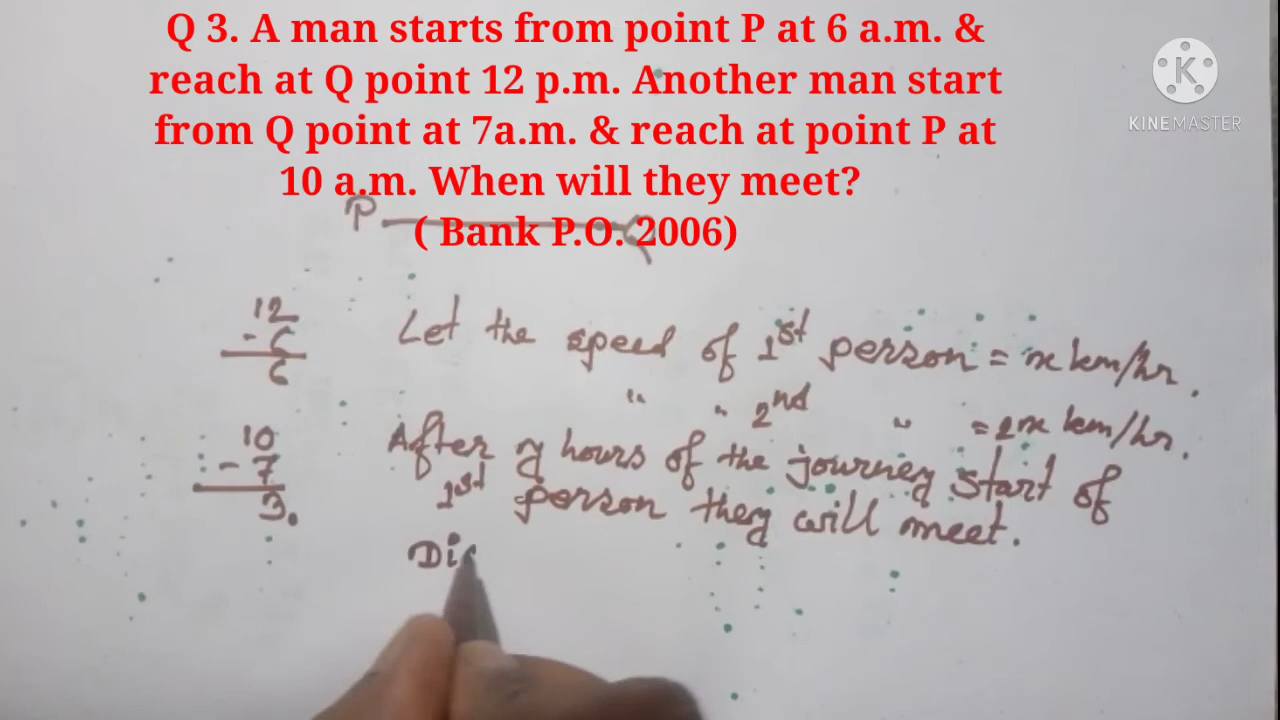 Q 3. A man starts from point P at 6 a.m. &
reach at Q point 12 p.m. Another man start
from Q point at 7a.m. & reach at point P at
10 a.m. When will they meet?
( Bank P.O. 2006)
KINEMASTER
K
P Q
12
- 6
6
Let the speed of 1st person = x km/hr.
" " 2nd " = 2x km/hr.
10
- 7
3.
After y hours of the journey start of
1st person they will meet.
Dis